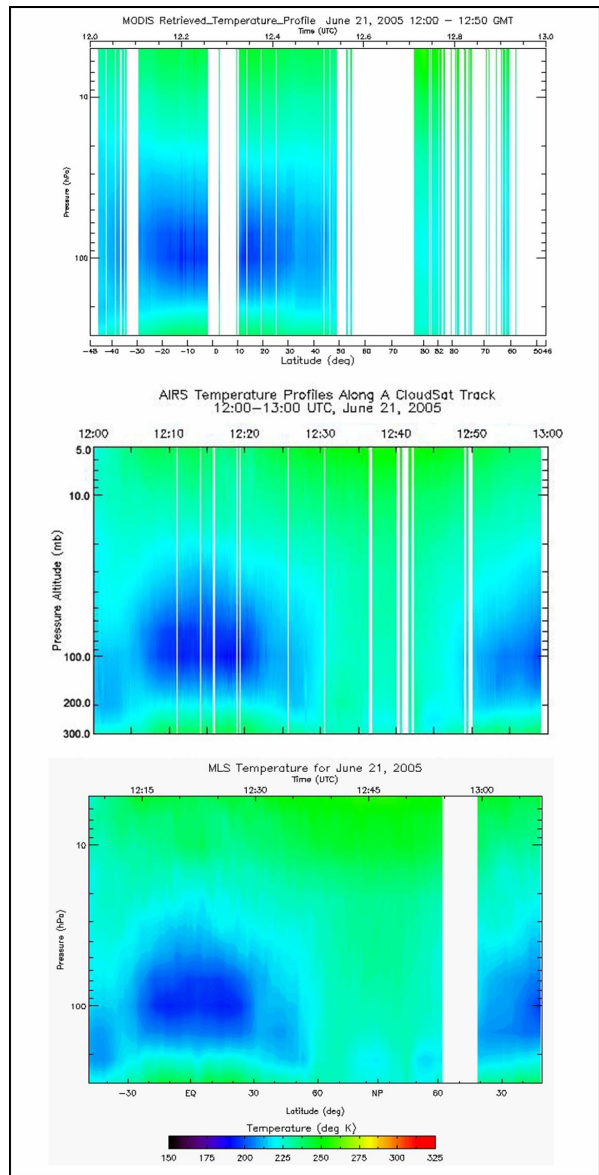 MODIS Retrieved_Temperature_Profile June 21, 2005 12:00 – 12:50 GMT
Time (UTC)
12.0 12.2 12.4 12.6 12.8 13.0
10
100
Pressure (hPa)
-45 -40 -30 -20 -10 0 10 20 30 40 50 60 70 80 82 80 70 60 5046
Latitude (deg)
AIRS Temperature Profiles Along A CloudSat Track
12:00–13:00 UTC, June 21, 2005
12:00 12:10 12:20 12:30 12:40 12:50 13:00
5.0
10.0
100.0
200.0
300.0
Pressure Altitude (mb)
MLS Temperature for June 21, 2005
Time (UTC)
12:15 12:30 12:45 13:00
10
100
Pressure (hPa)
-30 EQ 30 60 NP 60 30
Latitude (deg)
Temperature (deg K)
150 175 200 225 250 275 300 325